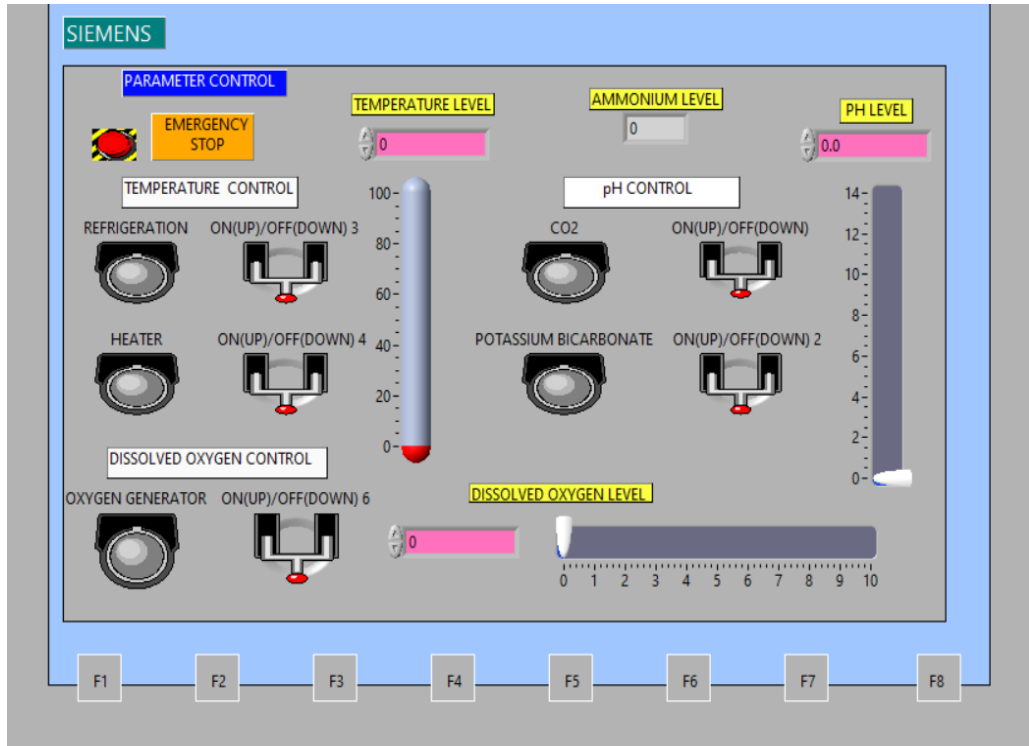 SIEMENS
PARAMETER CONTROL
EMERGENCY
STOP
TEMPERATURE LEVEL
0
AMMONIUM LEVEL
0
PH LEVEL
0.0
TEMPERATURE CONTROL
REFRIGERATION
ON(UP)/OFF(DOWN) 3
HEATER
ON(UP)/OFF(DOWN) 4
100
80
60
40
20
0
pH CONTROL
CO2
ON(UP)/OFF(DOWN)
POTASSIUM BICARBONATE
ON(UP)/OFF(DOWN) 2
14
12
10
8
6
4
2
0
DISSOLVED OXYGEN CONTROL
OXYGEN GENERATOR
ON(UP)/OFF(DOWN) 6
DISSOLVED OXYGEN LEVEL
0
0 1 2 3 4 5 6 7 8 9 10
F1 F2 F3 F4 F5 F6 F7 F8